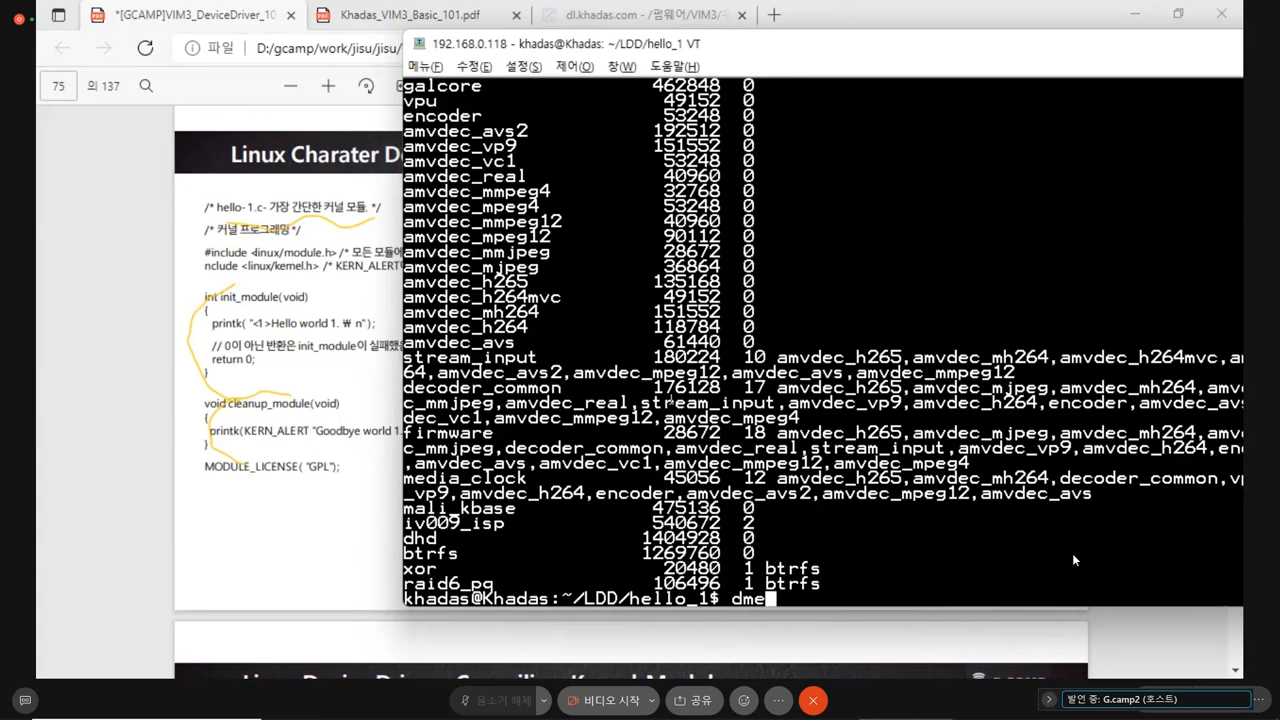 *[GCAMP]VIM3_DeviceDriver_10
Khadas_VIM3_Basic_101.pdf
dl.khadas.com - /펌웨어/VIM3/우
파일
D:/gcamp/work/jisu/jisu/
75
의 137
192.168.0.118 - khadas@Khadas: ~/LDD/hello_1 VT
메뉴(F) 수정(E) 설정(S) 제어(O) 창(W) 도움말(H)
Linux Charater D
/* hello- 1.c- 가장 간단한 커널 모듈. */
/* 커널 프로그래밍 */
#include <linux/module.h> /* 모든 모듈에
nclude <linux/kernel.h> /* KERN_ALERT
int init_module(void)
{
printk( "<1>Hello world 1. ₩ n" );
// 0이 아닌 반환은 init_module이 실패했
return 0;
}
void cleanup_module(void)
{
printk(KERN_ALERT "Goodbye world 1.
}
MODULE_LICENSE( "GPL");
galcore 462848 0
vpu 49152 0
encoder 53248 0
amvdec_avs2 192512 0
amvdec_vp9 151552 0
amvdec_vc1 53248 0
amvdec_real 40960 0
amvdec_mmpeg4 32768 0
amvdec_mpeg4 53248 0
amvdec_mmpeg12 40960 0
amvdec_mpeg12 90112 0
amvdec_mmjpeg 28672 0
amvdec_mjpeg 36864 0
amvdec_h265 135168 0
amvdec_h264mvc 49152 0
amvdec_mh264 151552 0
amvdec_h264 118784 0
amvdec_avs 61440 0
stream_input 180224 10 amvdec_h265,amvdec_mh264,amvdec_h264mvc,am
64,amvdec_avs2,amvdec_mpeg12,amvdec_avs,amvdec_mmpeg12
decoder_common 176128 17 amvdec_h265,amvdec_mjpeg,amvdec_mh264,amv
c_mmjpeg,amvdec_real,stream_input,amvdec_vp9,amvdec_h264,encoder,amvdec_avs
dec_vc1,amvdec_mmpeg12,amvdec_mpeg4
firmware 28672 18 amvdec_h265,amvdec_mjpeg,amvdec_mh264,amv
c_mmjpeg,decoder_common,amvdec_real,stream_input,amvdec_vp9,amvdec_h264,enc
,amvdec_avs,amvdec_vc1,amvdec_mmpeg12,amvdec_mpeg4
media_clock 45056 12 amvdec_h265,amvdec_mh264,decoder_common,vp
_vp9,amvdec_h264,encoder,amvdec_avs2,amvdec_mpeg12,amvdec_avs
mali_kbase 475136 0
iv009_isp 540672 2
dhd 1404928 0
btrfs 1269760 0
xor 20480 1 btrfs
raid6_pq 106496 1 btrfs
khadas@Khadas:~/LDD/hello_1$ dme
음소거 해제
비디오 시작
공유
발언 중: G.camp2 (호스트)